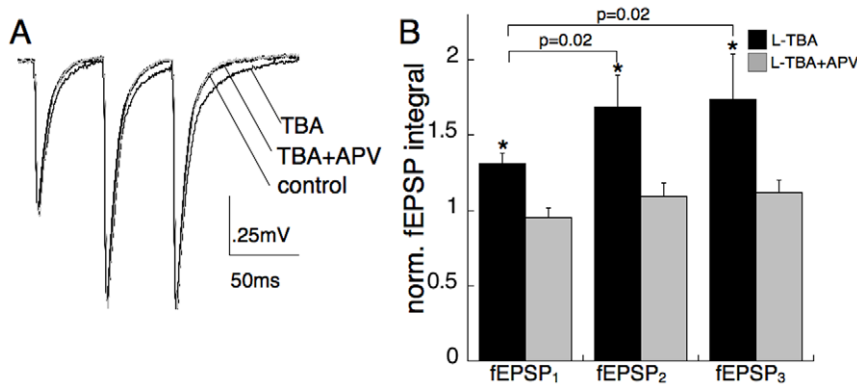 A
TBA
TBA+APV
control
.25mV
50ms
B
p=0.02
p=0.02
L-TBA
L-TBA+APV
* * *
norm. fEPSP integral
2
1.5
1
0.5
0
fEPSP₁ fEPSP₂ fEPSP₃